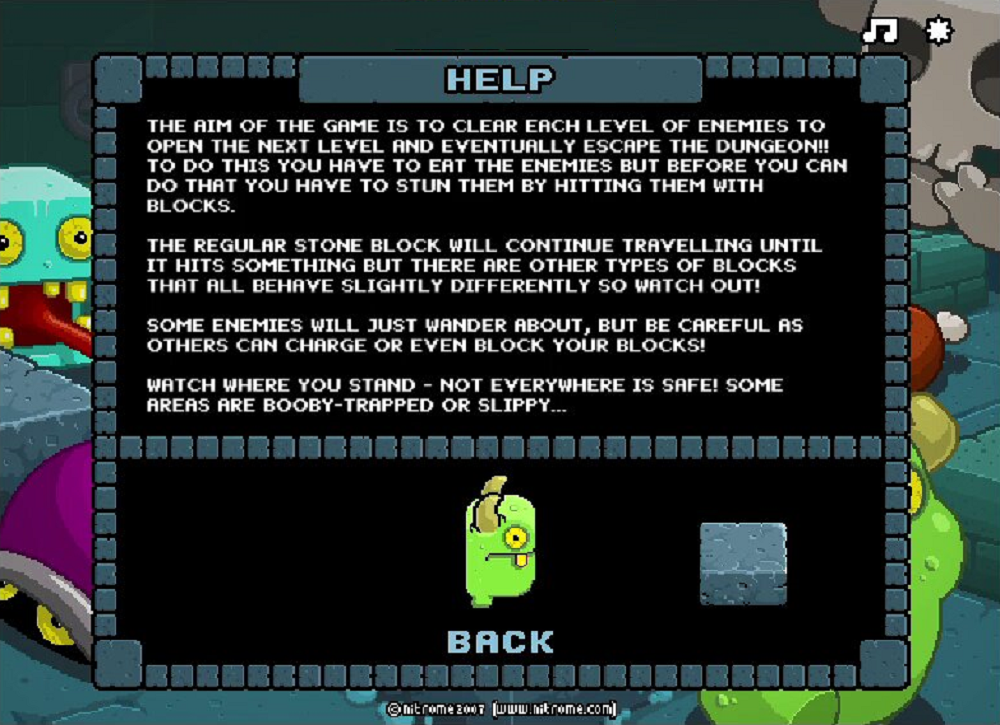 HELP
THE AIM OF THE GAME IS TO CLEAR EACH LEVEL OF ENEMIES TO
OPEN THE NEXT LEVEL AND EVENTUALLY ESCAPE THE DUNGEON!!
TO DO THIS YOU HAVE TO EAT THE ENEMIES BUT BEFORE YOU CAN
DO THAT YOU HAVE TO STUN THEM BY HITTING THEM WITH
BLOCKS.
THE REGULAR STONE BLOCK WILL CONTINUE TRAVELLING UNTIL
IT HITS SOMETHING BUT THERE ARE OTHER TYPES OF BLOCKS
THAT ALL BEHAVE SLIGHTLY DIFFERENTLY SO WATCH OUT!
SOME ENEMIES WILL JUST WANDER ABOUT, BUT BE CAREFUL AS
OTHERS CAN CHARGE OR EVEN BLOCK YOUR BLOCKS!
WATCH WHERE YOU STAND - NOT EVERYWHERE IS SAFE! SOME
AREAS ARE BOOBY-TRAPPED OR SLIPPY...
BACK
©nitrome2007 [www.nitrome.com]